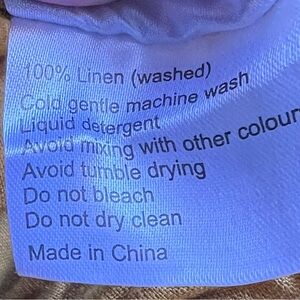 100% Linen (washed)
Cold gentle machine wash
Liquid detergent
Avoid mixing with other colour
Avoid tumble drying
Do not bleach
Do not dry clean
Made in China